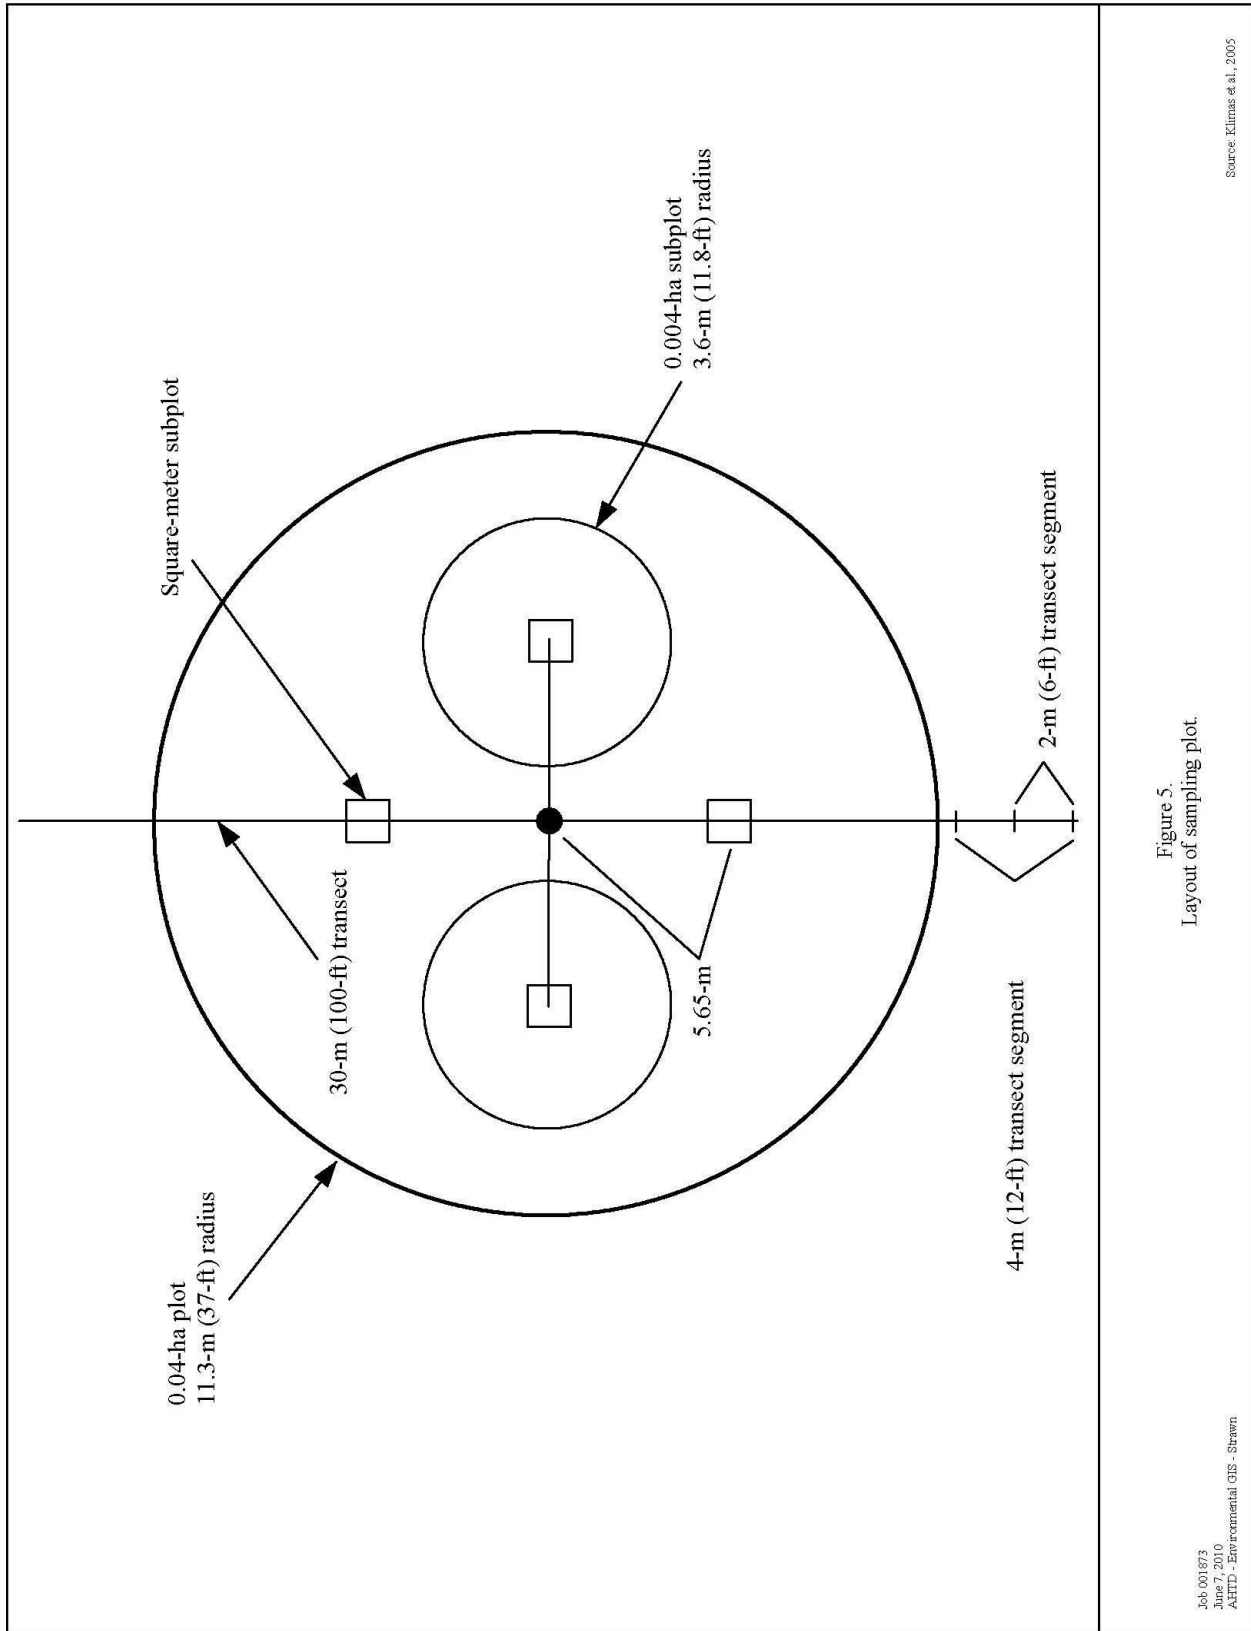 0.04-ha plot
11.3-m (37-ft) radius
Square-meter subplot
30-m (100-ft) transect
0.004-ha subplot
3.6-m (11.8-ft) radius
5.65-m
4-m (12-ft) transect segment
2-m (6-ft) transect segment
Figure 5.
Layout of sampling plot.
Job 001873
June 7, 2010
AHTD - Environmental GIS - Strawn
Source: Klimas et al., 2005